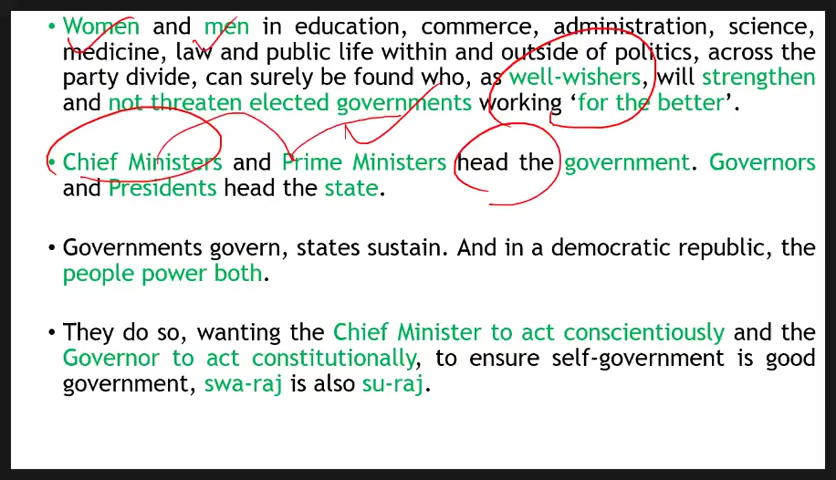 • Women and men in education, commerce, administration, science,
medicine, law and public life within and outside of politics, across the
party divide, can surely be found who, as well-wishers, will strengthen
and not threaten elected governments working ‘for the better’.
• Chief Ministers and Prime Ministers head the government. Governors
and Presidents head the state.
• Governments govern, states sustain. And in a democratic republic, the
people power both.
• They do so, wanting the Chief Minister to act conscientiously and the
Governor to act constitutionally, to ensure self-government is good
government, swa-raj is also su-raj.